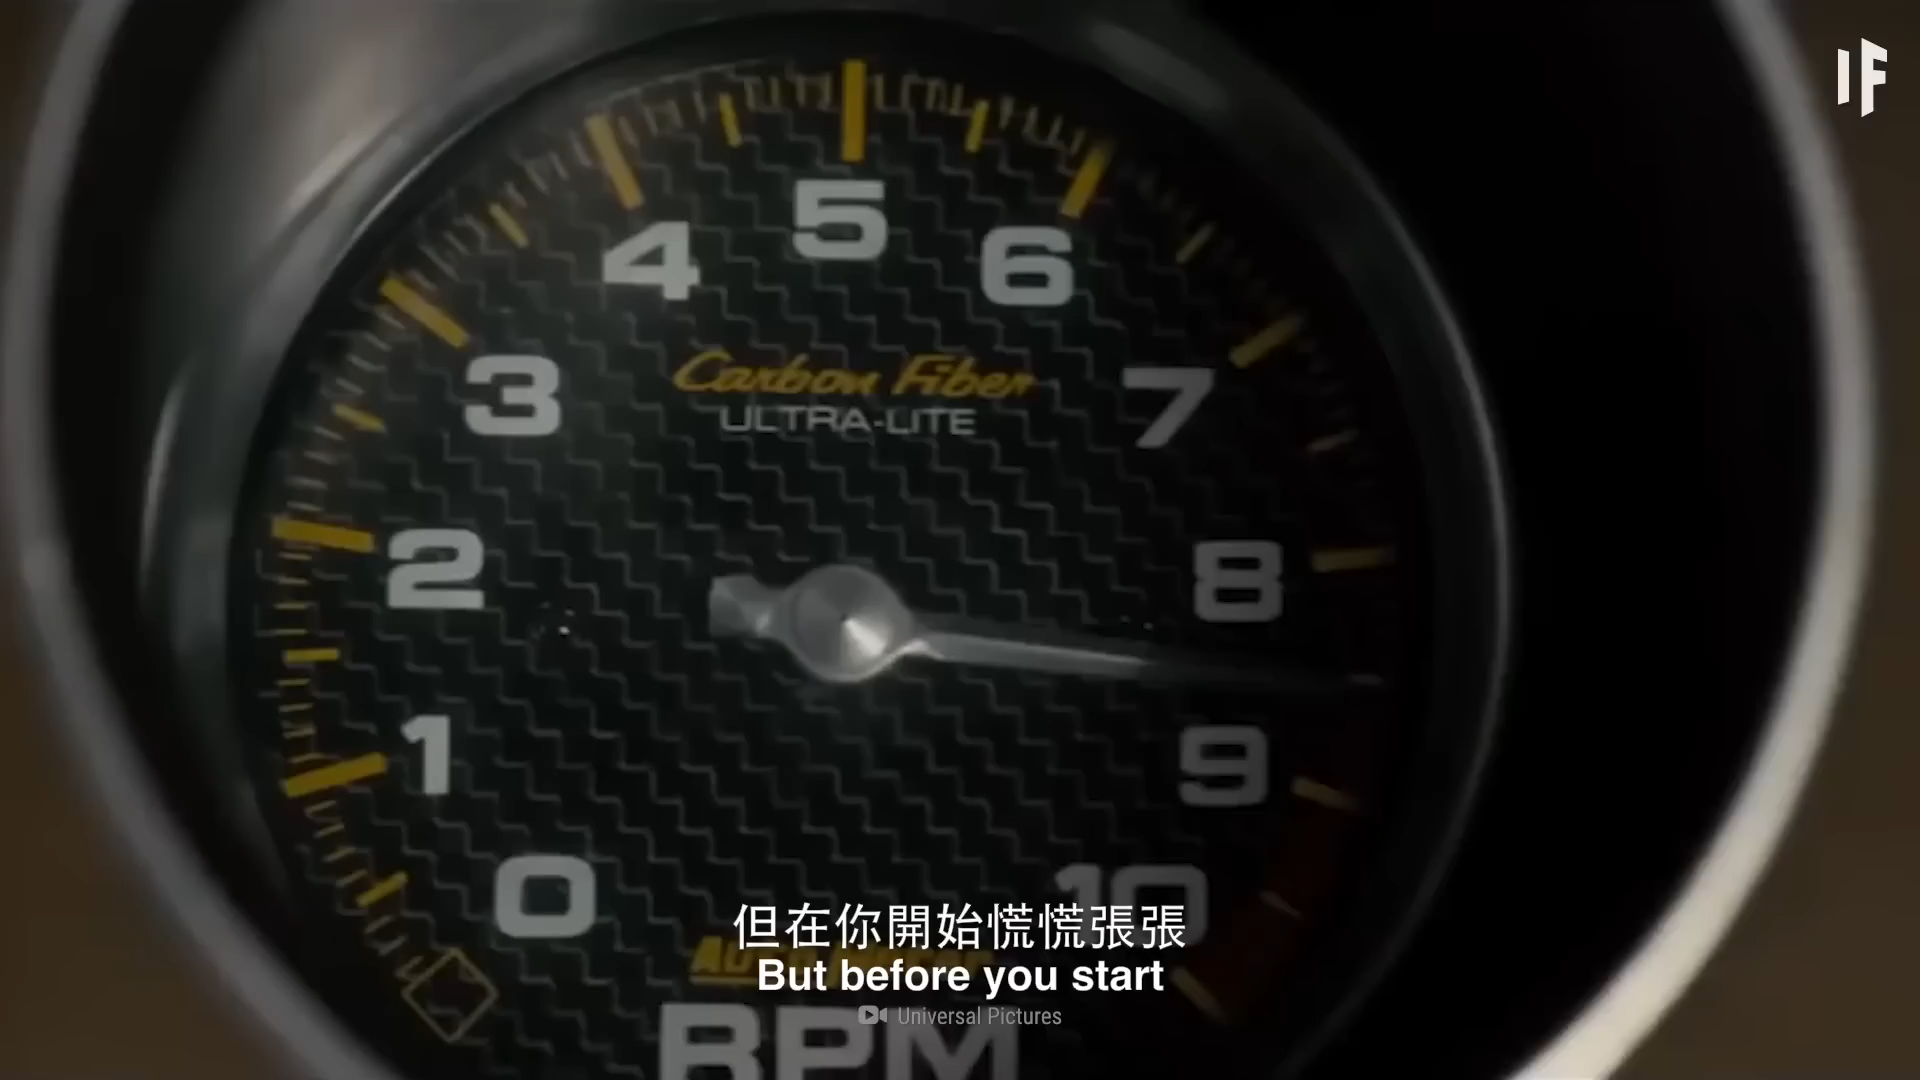 IF
5
4
6
3
Carbon Fiber
7
ULTRA-LITE
2
8
1
9
0
10
但在你開始慌慌張張
But before you start
Universal Pictures
RPM